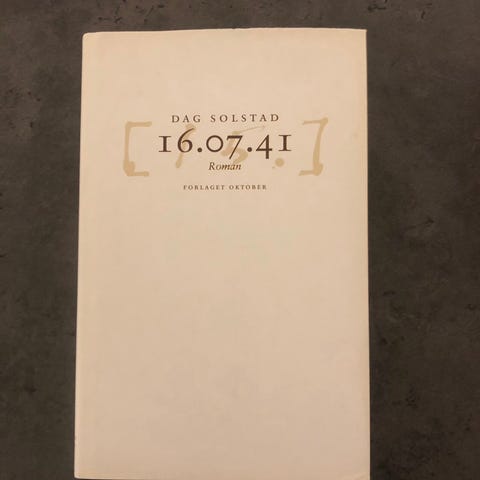 DAG SOLSTAD
16.07.41
Roman
FORLAGET OKTOBER